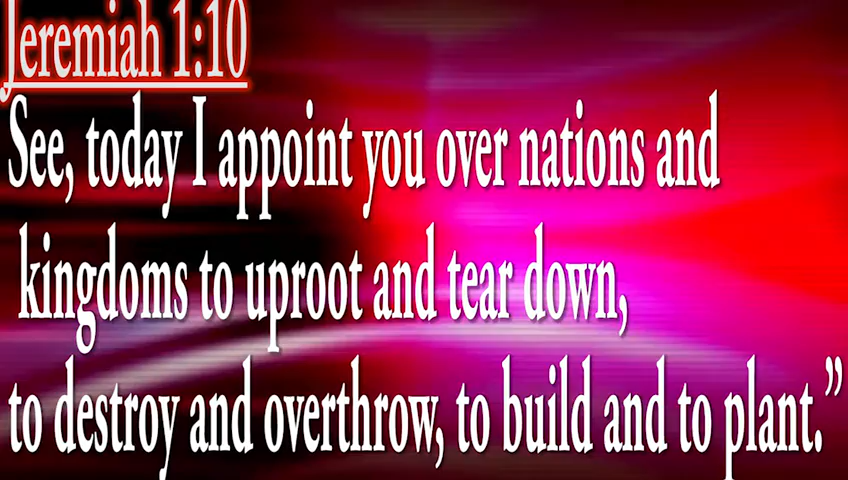 Jeremiah 1:10
See, today I appoint you over nations and
kingdoms to uproot and tear down,
to destroy and overthrow, to build and to plant.”